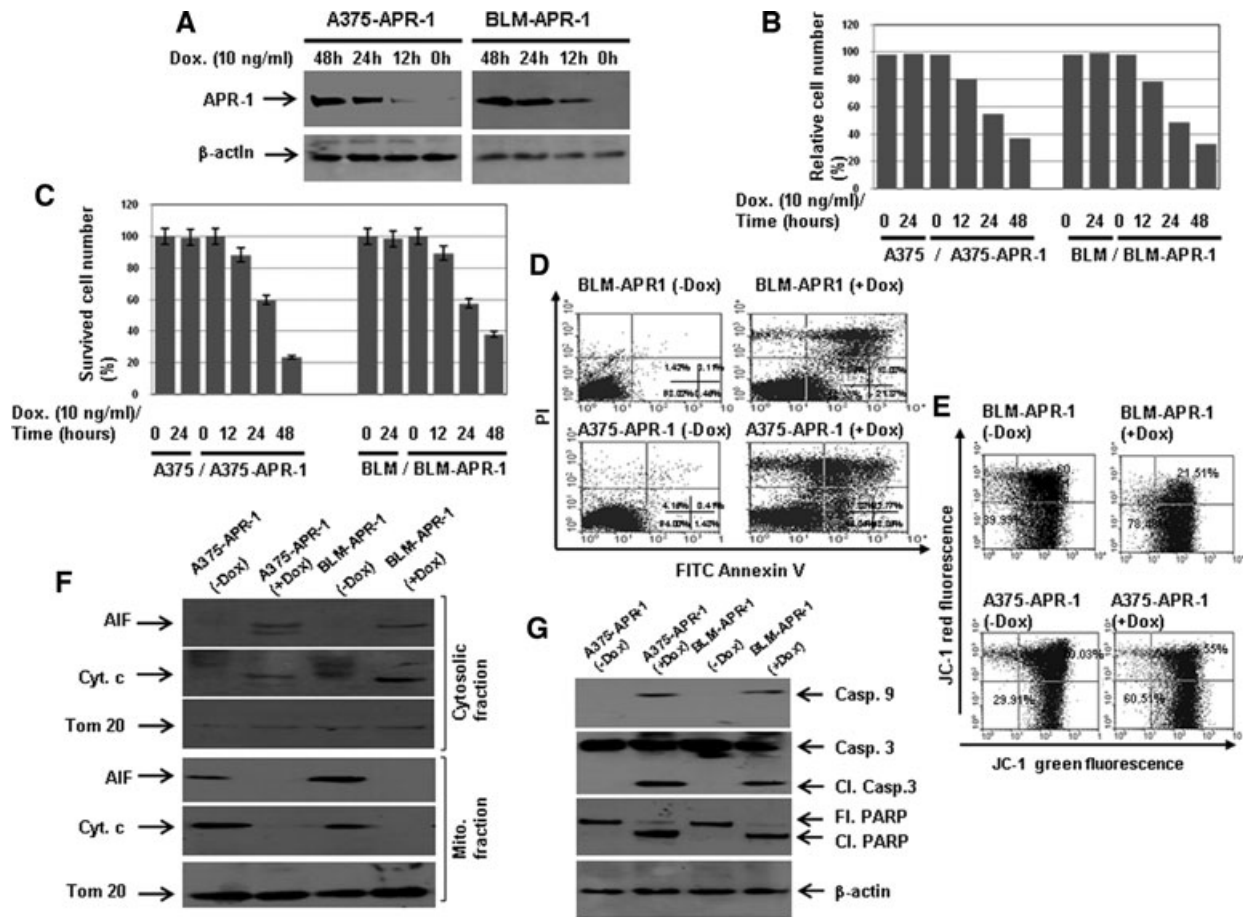 A
A375-APR-1 BLM-APR-1
Dox. (10 ng/ml) 48h 24h 12h 0h 48h 24h 12h 0h
APR-1
β-actin
B
Relative cell number
(%)
120
100
80
60
40
20
0
Dox. (10 ng/ml)/
Time (hours)
0 24 0 12 24 48 0 24 0 12 24 48
A375 / A375-APR-1 BLM / BLM-APR-1
C
Survived cell number
(%)
120
100
80
60
40
20
0
Dox. (10 ng/ml)/
Time (hours)
0 24 0 12 24 48 0 24 0 12 24 48
A375 / A375-APR-1 BLM / BLM-APR-1
D
BLM-APR1 (-Dox) BLM-APR1 (+Dox)
1.42% 0.11%
A375-APR-1 (-Dox) A375-APR-1 (+Dox)
PI
FITC Annexin V
E
BLM-APR-1
(-Dox)
BLM-APR-1
(+Dox)
21.51%
A375-APR-1
(-Dox)
A375-APR-1
(+Dox)
29.91% 60.51%
JC-1 red fluorescence
JC-1 green fluorescence
F
A375-APR-1
(-Dox)
A375-APR-1
(+Dox)
BLM-APR-1
(-Dox)
BLM-APR-1
(+Dox)
AIF
Cyt. c
Tom 20
Cytosolic
fraction
AIF
Cyt. c
Tom 20
Mito.
fraction
G
A375-APR-1
(-Dox)
A375-APR-1
(+Dox)
BLM-APR-1
(-Dox)
BLM-APR-1
(+Dox)
Casp. 9
Casp. 3
Cl. Casp.3
Fl. PARP
Cl. PARP
β-actin